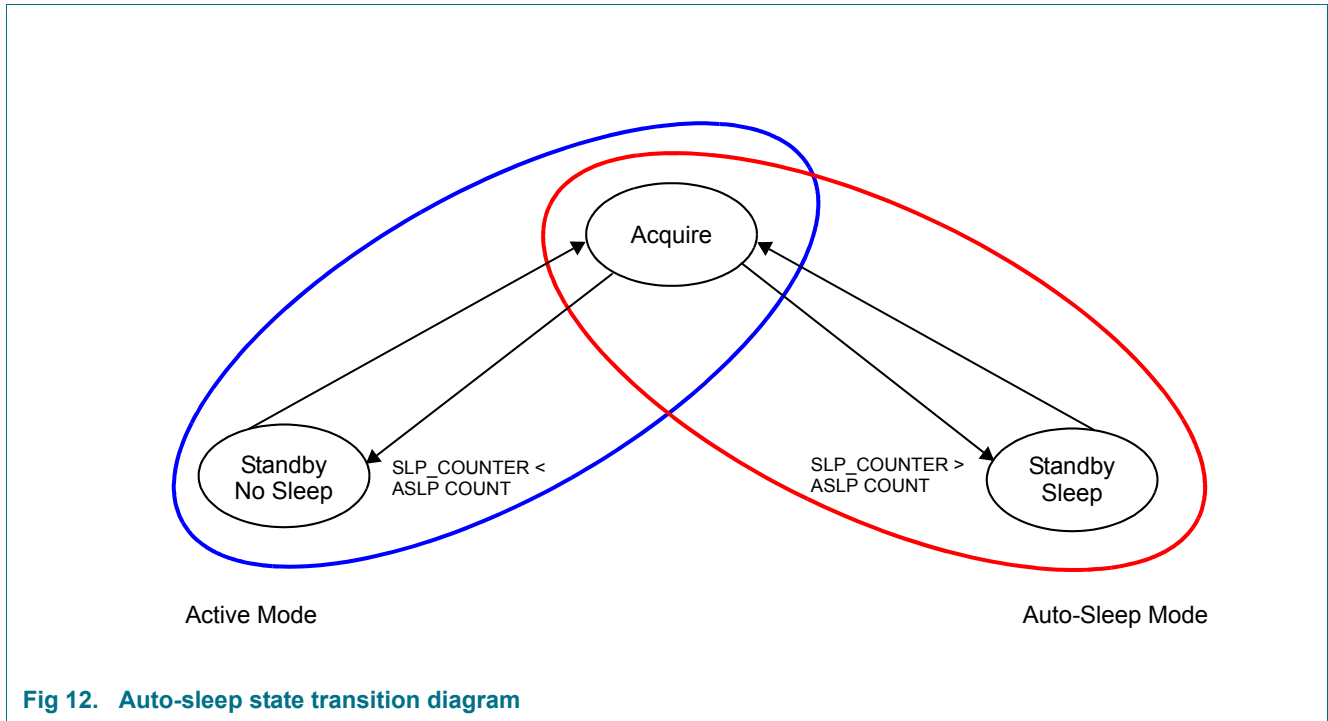 Acquire
Standby
No Sleep
SLP_COUNTER <
ASLP COUNT
SLP_COUNTER >
ASLP COUNT
Standby
Sleep
Active Mode
Auto-Sleep Mode
Fig 12. Auto-sleep state transition diagram